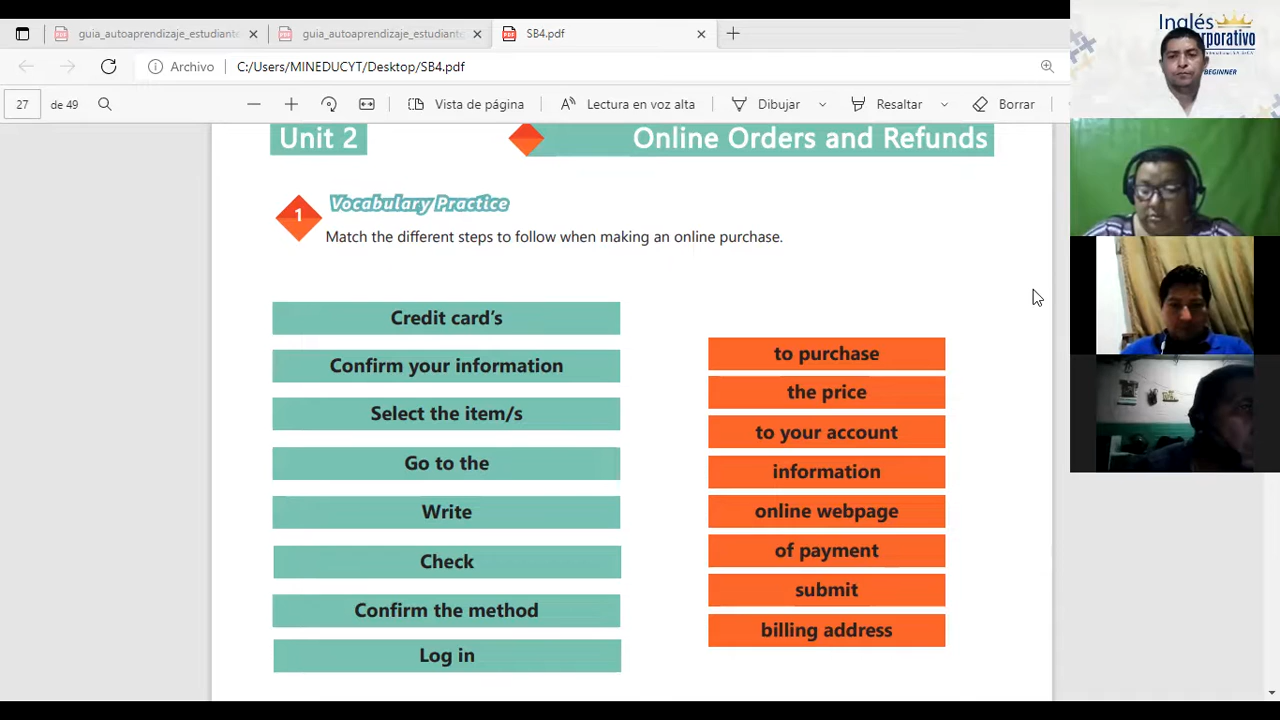 guia_autoaprendizaje_estudiante
guia_autoaprendizaje_estudiante
SB4.pdf
Archivo
C:/Users/MINEDUCYT/Desktop/SB4.pdf
27
de 49
Vista de página
Lectura en voz alta
Dibujar
Resaltar
Borrar
Unit 2
Online Orders and Refunds
1
Vocabulary Practice
Match the different steps to follow when making an online purchase.
Credit card's
Confirm your information
Select the item/s
Go to the
Write
Check
Confirm the method
Log in
to purchase
the price
to your account
information
online webpage
of payment
submit
billing address
Inglés
BEGINNER